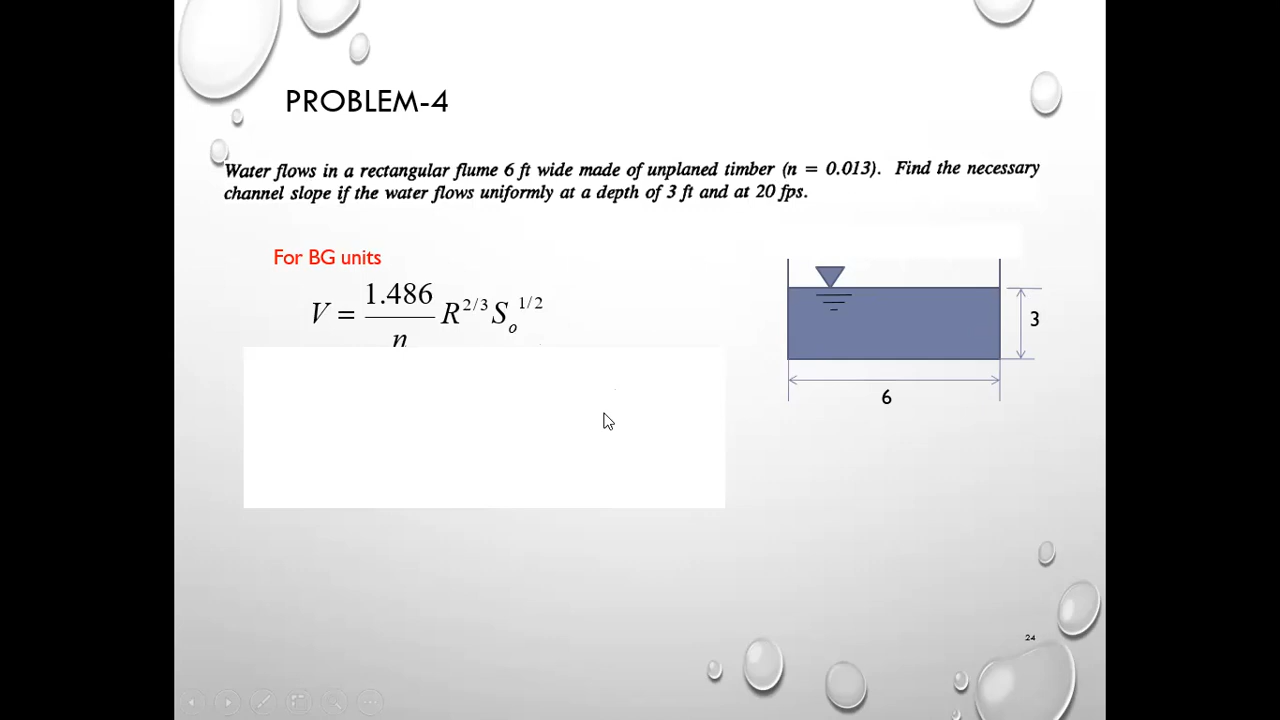 PROBLEM-4
Water flows in a rectangular flume 6 ft wide made of unplaned timber (n = 0.013). Find the necessary
channel slope if the water flows uniformly at a depth of 3 ft and at 20 fps.
For BG units
V = 1.486/n R^2/3 S_o^1/2
3
6
24